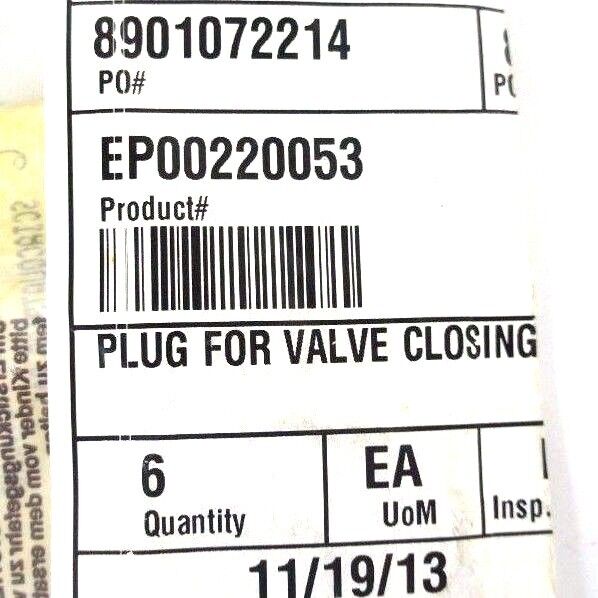 8901072214
PO#
EP00220053
Product#
PLUG FOR VALVE CLOSING
6 EA
Quantity UoM Insp.
11/19/13